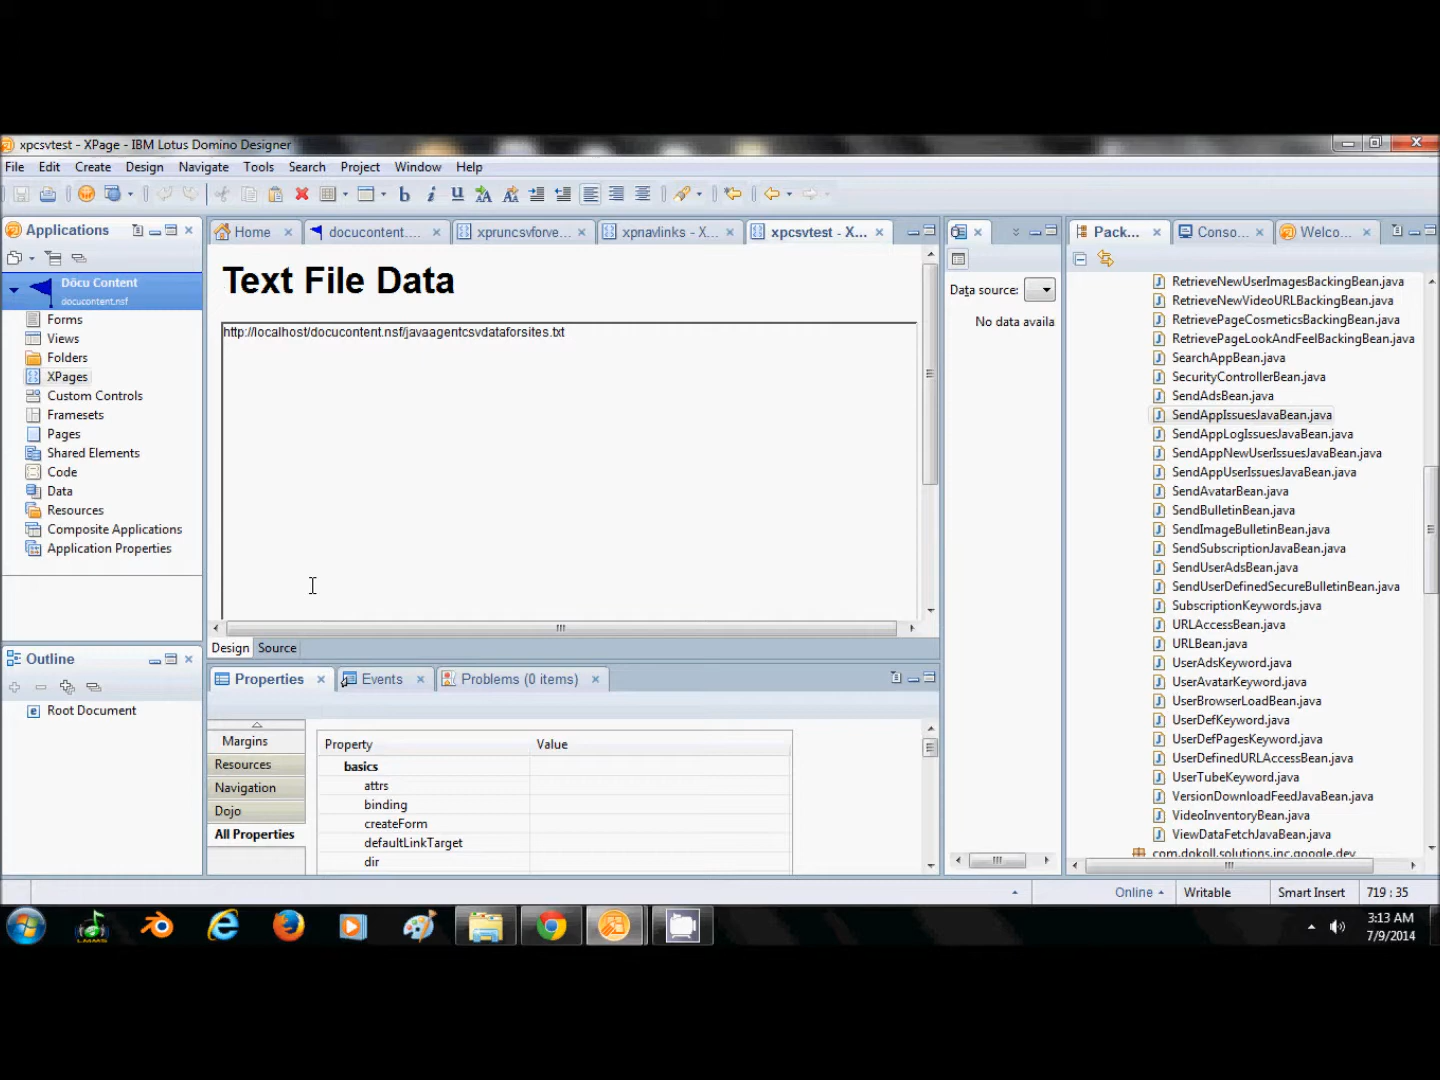 xpcsvtest - XPage - IBM Lotus Domino Designer
File Edit Create Design Navigate Tools Search Project Window Help
Applications
Döcu Content
docucontent.nsf
Forms
Views
Folders
XPages
Custom Controls
Framesets
Pages
Shared Elements
Code
Data
Resources
Composite Applications
Application Properties
Outline
Root Document
Home
docucontent....
xpruncsvforve...
xpnavlinks - X...
xpcsvtest - X...
Text File Data
http://localhost/docucontent.nsf/javaagentcsvdataforsites.txt
Design Source
Properties
Events
Problems (0 items)
Margins
Resources
Navigation
Dojo
All Properties
Property Value
basics
attrs
binding
createForm
defaultLinkTarget
dir
Data source:
No data availa
Pack...
Conso...
Welco...
RetrieveNewUserImagesBackingBean.java
RetrieveNewVideoURLBackingBean.java
RetrievePageCosmeticsBackingBean.java
RetrievePageLookAndFeelBackingBean.java
SearchAppBean.java
SecurityControllerBean.java
SendAdsBean.java
SendAppIssuesJavaBean.java
SendAppLogIssuesJavaBean.java
SendAppNewUserIssuesJavaBean.java
SendAppUserIssuesJavaBean.java
SendAvatarBean.java
SendBulletinBean.java
SendImageBulletinBean.java
SendSubscriptionJavaBean.java
SendUserAdsBean.java
SendUserDefinedSecureBulletinBean.java
SubscriptionKeywords.java
URLAccessBean.java
URLBean.java
UserAdsKeyword.java
UserAvatarKeyword.java
UserBrowserLoadBean.java
UserDefKeyword.java
UserDefPagesKeyword.java
UserDefinedURLAccessBean.java
UserTubeKeyword.java
VersionDownloadFeedJavaBean.java
VideoInventoryBean.java
ViewDataFetchJavaBean.java
com.dokoll.solutions.inc.google.dev
Online Writable Smart Insert 719 : 35
LMMS
3:13 AM
7/9/2014